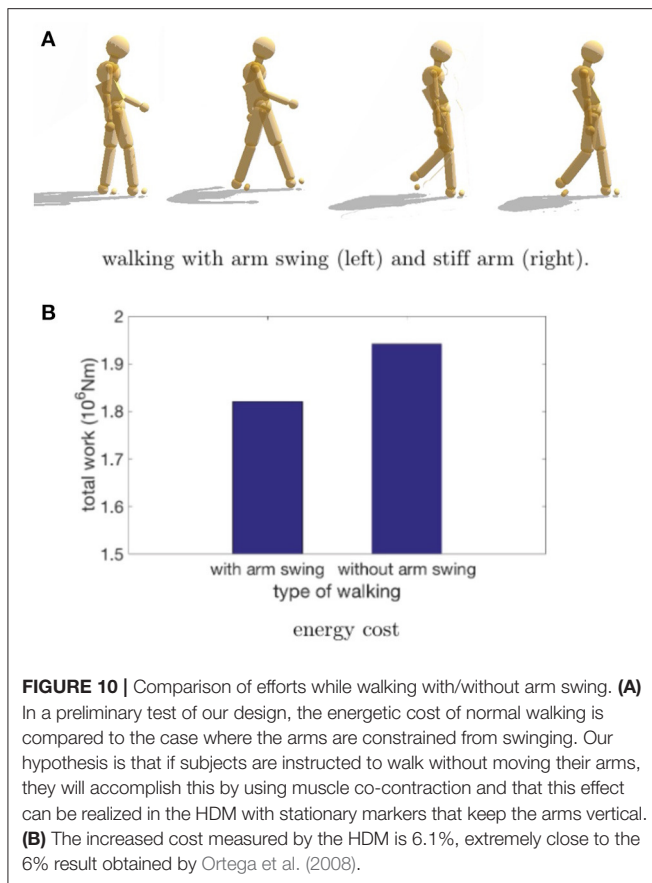 A
walking with arm swing (left) and stiff arm (right).
B
2
1.9
1.8
1.7
1.6
1.5
total work (10⁶Nm)
with arm swing without arm swing
type of walking
energy cost
FIGURE 10 | Comparison of efforts while walking with/without arm swing. (A)
In a preliminary test of our design, the energetic cost of normal walking is
compared to the case where the arms are constrained from swinging. Our
hypothesis is that if subjects are instructed to walk without moving their arms,
they will accomplish this by using muscle co-contraction and that this effect
can be realized in the HDM with stationary markers that keep the arms vertical.
(B) The increased cost measured by the HDM is 6.1%, extremely close to the
6% result obtained by Ortega et al. (2008).